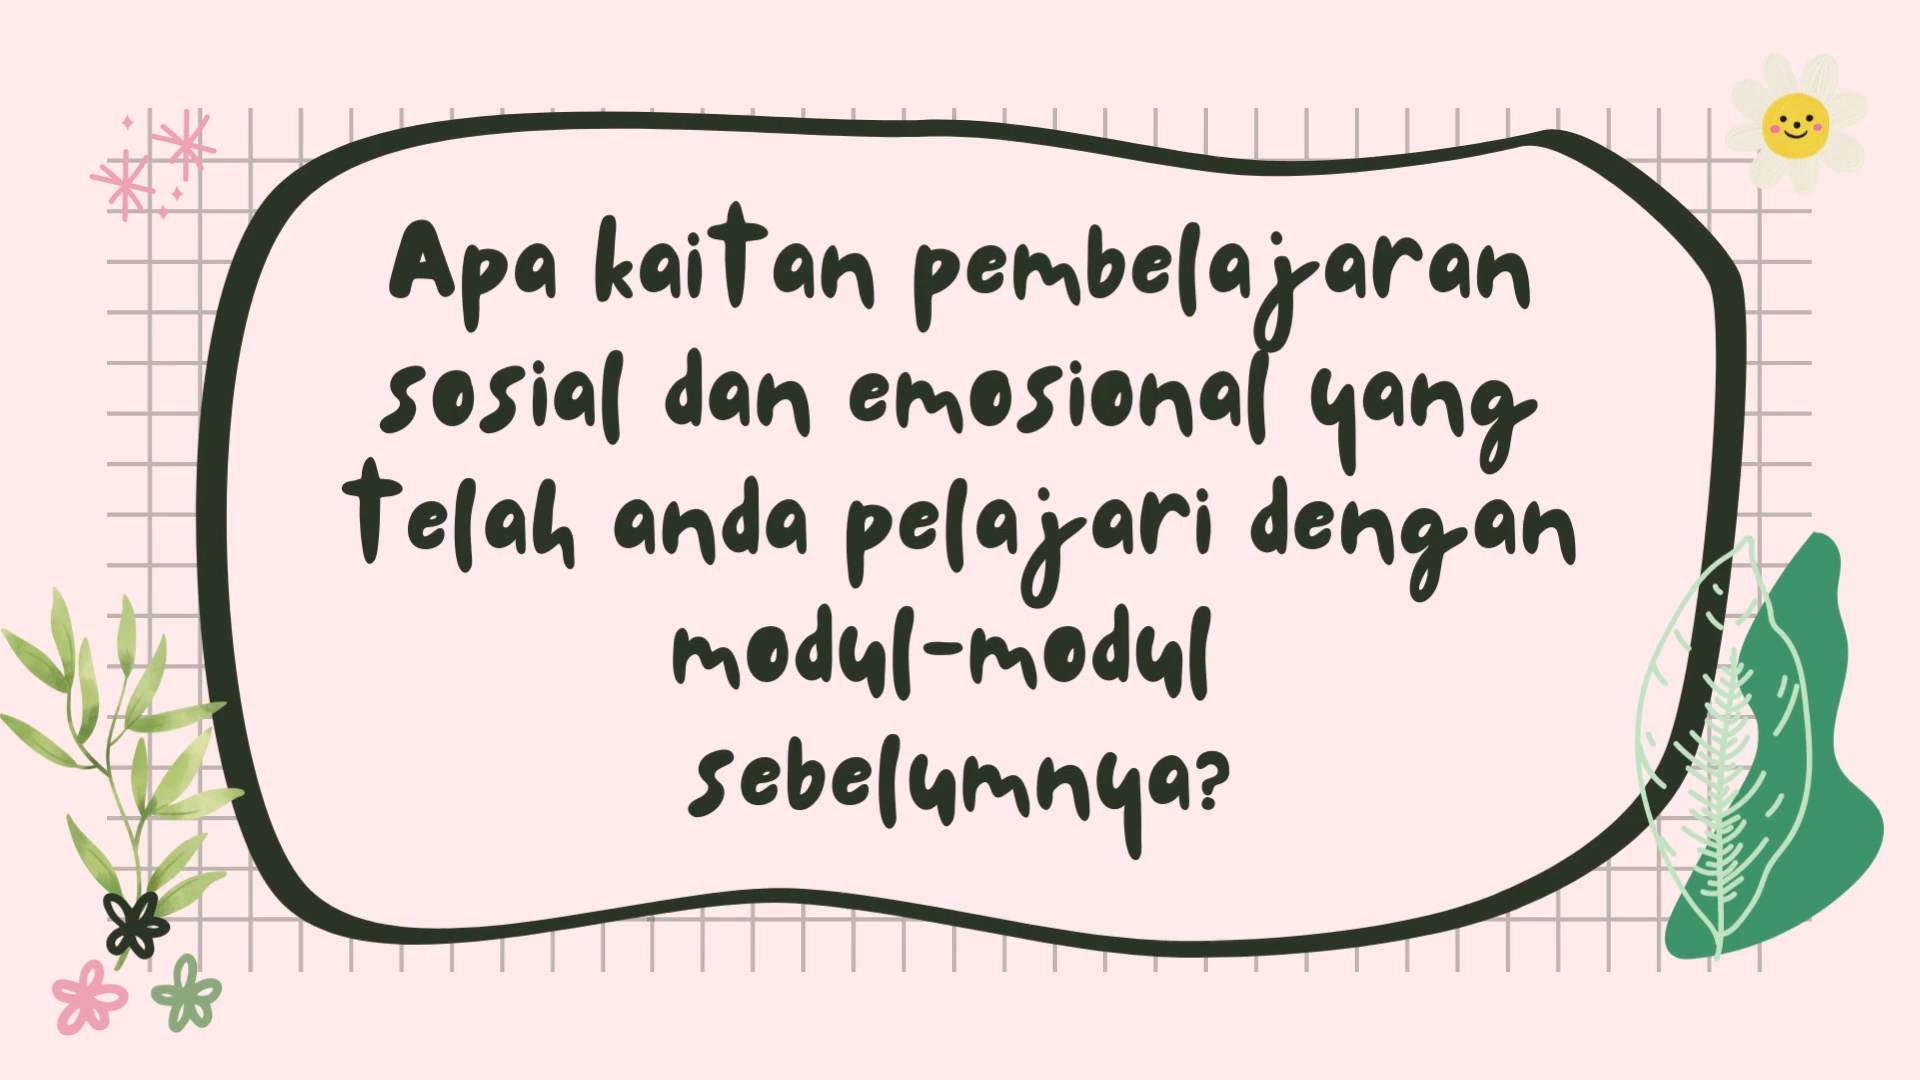 Apa kaitan pembelajaran
sosial dan emosional yang
telah anda pelajari dengan
modul-modul
sebelumnya?